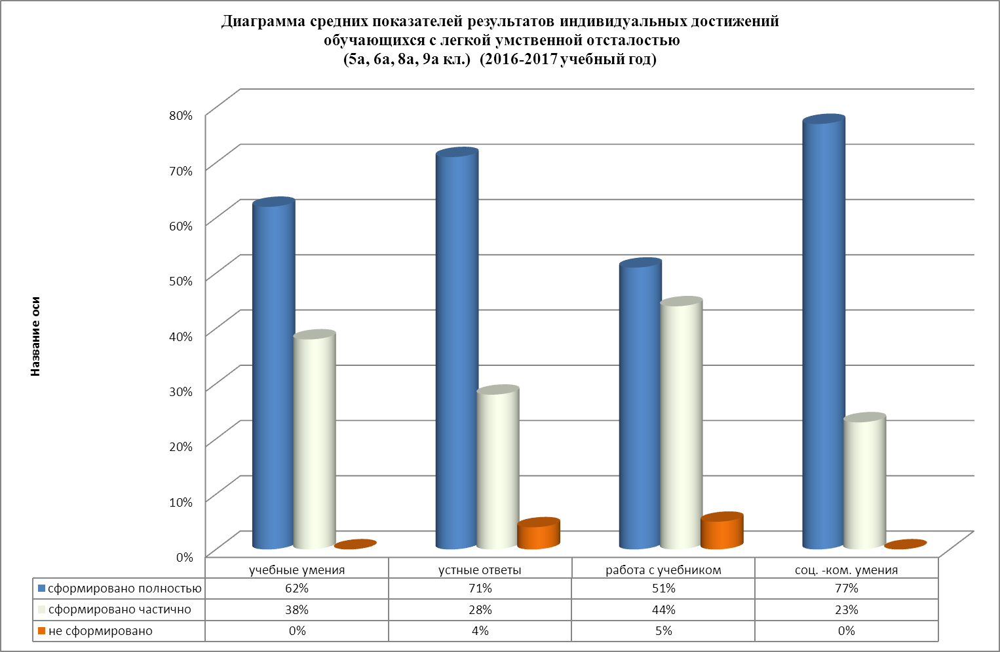 Диаграмма средних показателей результатов индивидуальных достижений
обучающихся с легкой умственной отсталостью
(5а, 6а, 8а, 9а кл.) (2016-2017 учебный год)
80%
70%
60%
50%
40%
30%
20%
10%
0%
Название оси
учебные умения устные ответы работа с учебником соц. -ком. умения
сформировано полностью 62% 71% 51% 77%
сформировано частично 38% 28% 44% 23%
не сформировано 0% 4% 5% 0%